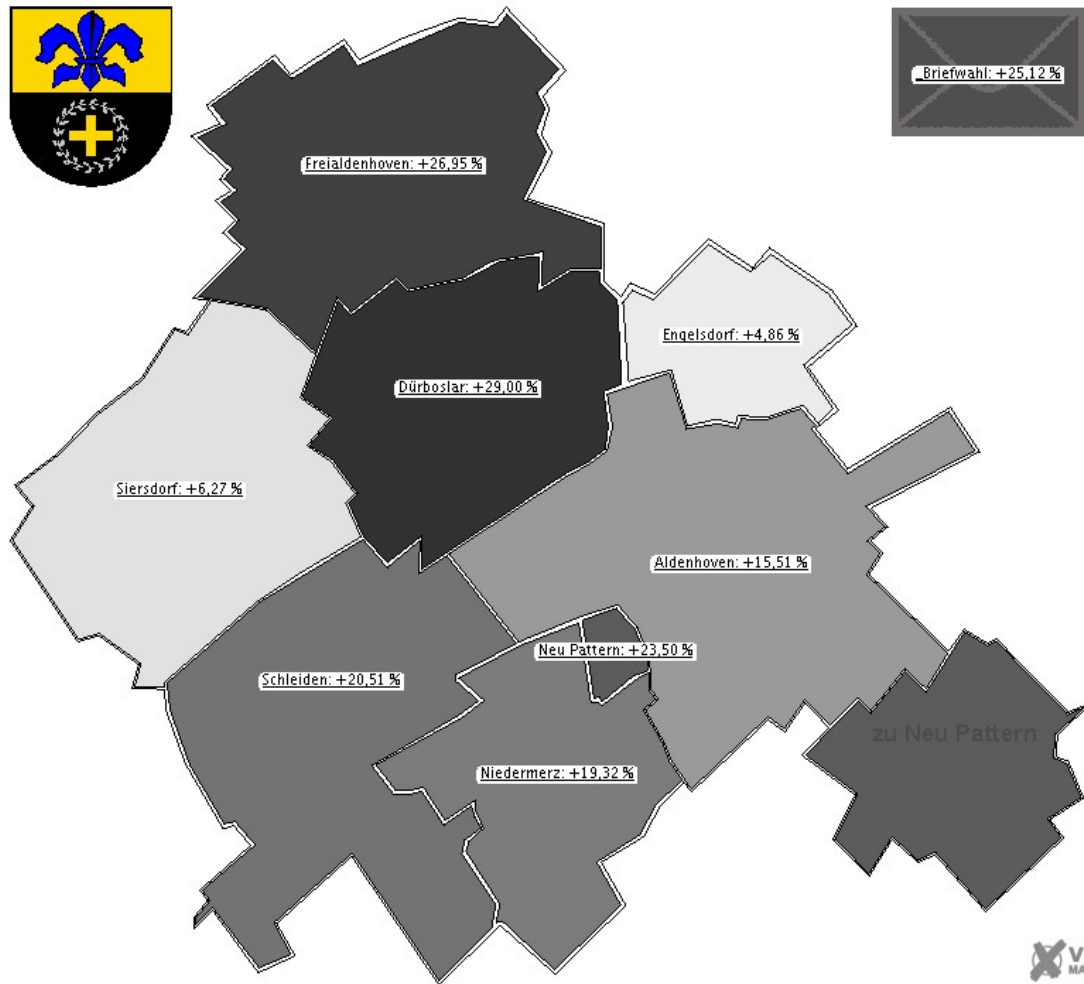 _Briefwahl: +25,12 %
Freialdenhoven: +26,95 %
Engelsdorf: +4,86 %
Dürboslar: +29,00 %
Siersdorf: +6,27 %
Aldenhoven: +15,51 %
Neu Pattern: +23,50 %
Schleiden: +20,51 %
zu Neu Pattern
Niedermerz: +19,32 %